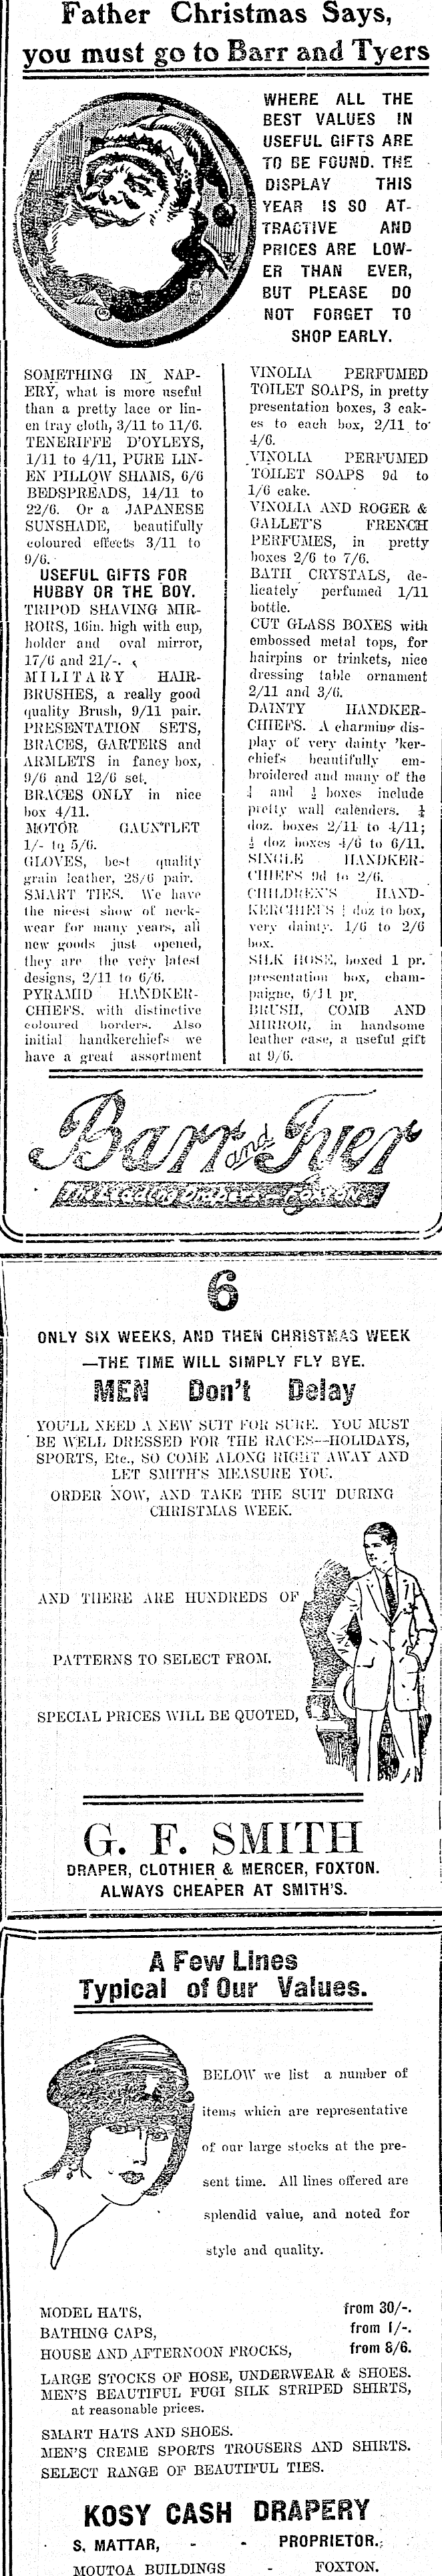 Father Christmas Says,
you must go to Barr and Tyers
WHERE ALL THE
BEST VALUES IN
USEFUL GIFTS ARE
TO BE FOUND. THE
DISPLAY THIS
YEAR IS SO AT-
TRACTIVE AND
PRICES ARE LOW-
ER THAN EVER,
BUT PLEASE DO
NOT FORGET TO
SHOP EARLY.
SOMETHING IN NAP-
ERY, what is more useful
than a pretty lace or lin-
en tray cloth, 3/11 to 11/6.
TENERIFFE D'OYLEYS,
1/11 to 4/11, PURE LIN-
EN PILLOW SHAMS, 6/6
BEDSPREADS, 14/11 to
22/6. Or a JAPANESE
SUNSHADE, beautifully
coloured effects 3/11 to
9/6.
USEFUL GIFTS FOR
HUBBY OR THE BOY.
TRIPOD SHAVING MIR-
RORS, 16in. high with cup,
holder and oval mirror,
17/6 and 21/-.
MILITARY HAIR-
BRUSHES, a really good
quality Brush, 9/11 pair.
PRESENTATION SETS,
BRACES, GARTERS and
ARMLETS in fancy box,
9/6 and 12/6 set.
BRACES ONLY in nice
box 4/11.
MOTOR GAUNTLET
1/- to 5/6.
GLOVES, best quality
grain leather, 28/6 pair.
SMART TIES. We have
the nicest show of neck-
wear for many years, all
new goods just opened,
they are the very latest
designs, 2/11 to 6/6.
PYRAMID HANDKER-
CHIEFS. with distinctive
coloured borders. Also
initial handkerchiefs we
have a great assortment
VINOLIA PERFUMED
TOILET SOAPS, in pretty
presentation boxes, 3 cak-
es to each box, 2/11 to
4/6.
VINOLIA PERFUMED
TOILET SOAPS 9d to
1/6 cake.
VINOLIA AND ROGER &
GALLET'S FRENCH
PERFUMES, in pretty
boxes 2/6 to 7/6.
BATH CRYSTALS, de-
licately perfumed 1/11
bottle.
CUT GLASS BOXES with
embossed metal tops, for
hairpins or trinkets, nice
dressing table ornament
2/11 and 3/6.
DAINTY HANDKER-
CHIEFS. A charming dis-
play of very dainty 'ker-
chiefs beautifully em-
broidered and many of the
and ½ boxes include
pretty wall calenders. ¼
doz. boxes 2/11 to 4/11;
½ doz boxes 4/6 to 6/11.
SINGLE HANDKER-
CHIEFS 9d to 2/6.
CHILDREN'S HAND-
KERCHIEFS doz to box,
very dainty. 1/6 to 2/6
box.
SILK HOSE, boxed 1 pr.
presentation box, cham-
paigne, 6/11 pr.
BRUSH, COMB AND
MIRROR, in handsome
leather case, a useful gift
at 9/6.
Barr and Tyer
The Leading Drapers—FOXTON.
6
ONLY SIX WEEKS, AND THEN CHRISTMAS WEEK
—THE TIME WILL SIMPLY FLY BYE.
MEN Don't Delay
YOU'LL NEED A NEW SUIT FOR SURE. YOU MUST
BE WELL DRESSED FOR THE RACES—HOLIDAYS,
SPORTS, Etc., SO COME ALONG RIGHT AWAY AND
LET SMITH'S MEASURE YOU.
ORDER NOW, AND TAKE THE SUIT DURING
CHRISTMAS WEEK.
AND THERE ARE HUNDREDS OF
PATTERNS TO SELECT FROM.
SPECIAL PRICES WILL BE QUOTED,
G. F. SMITH
DRAPER, CLOTHIER & MERCER, FOXTON.
ALWAYS CHEAPER AT SMITH'S.
A Few Lines
Typical of Our Values.
BELOW we list a number of
items which are representative
of our large stocks at the pre-
sent time. All lines offered are
splendid value, and noted for
style and quality.
MODEL HATS, from 30/-.
BATHING CAPS, from 1/-.
HOUSE AND AFTERNOON FROCKS, from 8/6.
LARGE STOCKS OF HOSE, UNDERWEAR & SHOES.
MEN'S BEAUTIFUL FUGI SILK STRIPED SHIRTS,
at reasonable prices.
SMART HATS AND SHOES.
MEN'S CREME SPORTS TROUSERS AND SHIRTS.
SELECT RANGE OF BEAUTIFUL TIES.
KOSY CASH DRAPERY
S. MATTAR, - - PROPRIETOR.
MOUTOA BUILDINGS - FOXTON.